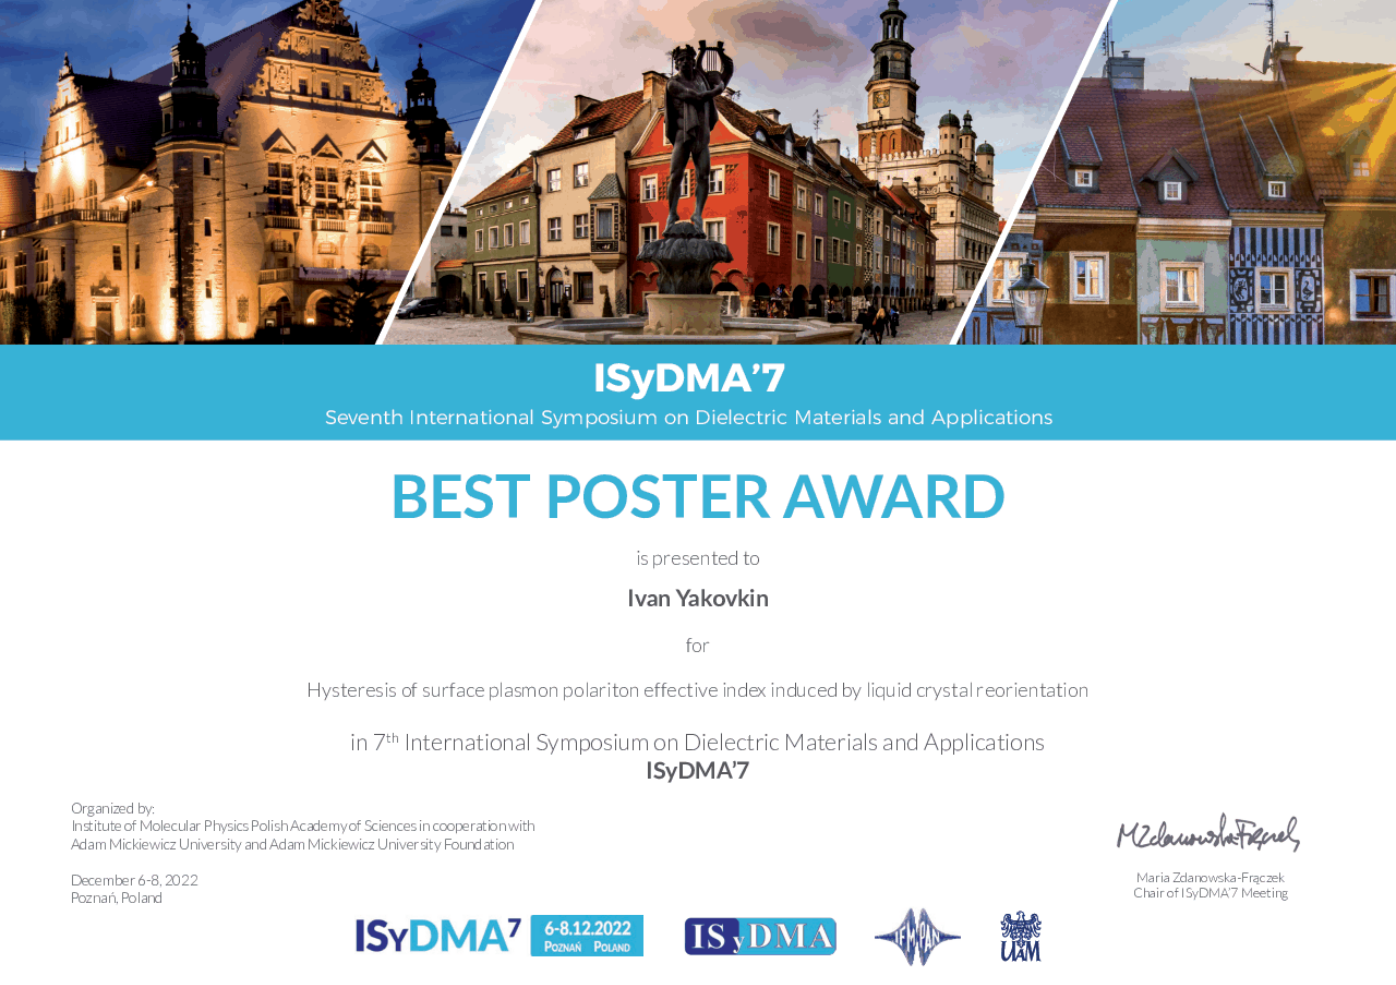 ISyDMA’7
Seventh International Symposium on Dielectric Materials and Applications
BEST POSTER AWARD
is presented to
Ivan Yakovkin
for
Hysteresis of surface plasmon polariton effective index induced by liquid crystal reorientation
in 7th International Symposium on Dielectric Materials and Applications
ISyDMA’7
Organized by:
Institute of Molecular Physics Polish Academy of Sciences in cooperation with
Adam Mickiewicz University and Adam Mickiewicz University Foundation
December 6-8, 2022
Poznań, Poland
MZdanowska-Frączek
Maria Zdanowska-Frączek
Chair of ISyDMA’7 Meeting
ISyDMA7
6-8.12.2022
Poznań Poland
ISyDMA
IFM PAN
UAM